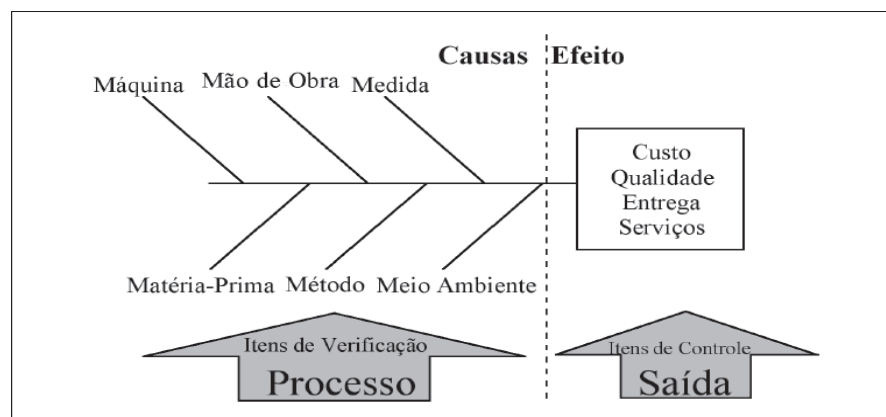 Causas Efeito
Máquina Mão de Obra Medida
Custo
Qualidade
Entrega
Serviços
Matéria-Prima Método Meio Ambiente
Itens de Verificação
Processo
Itens de Controle
Saída